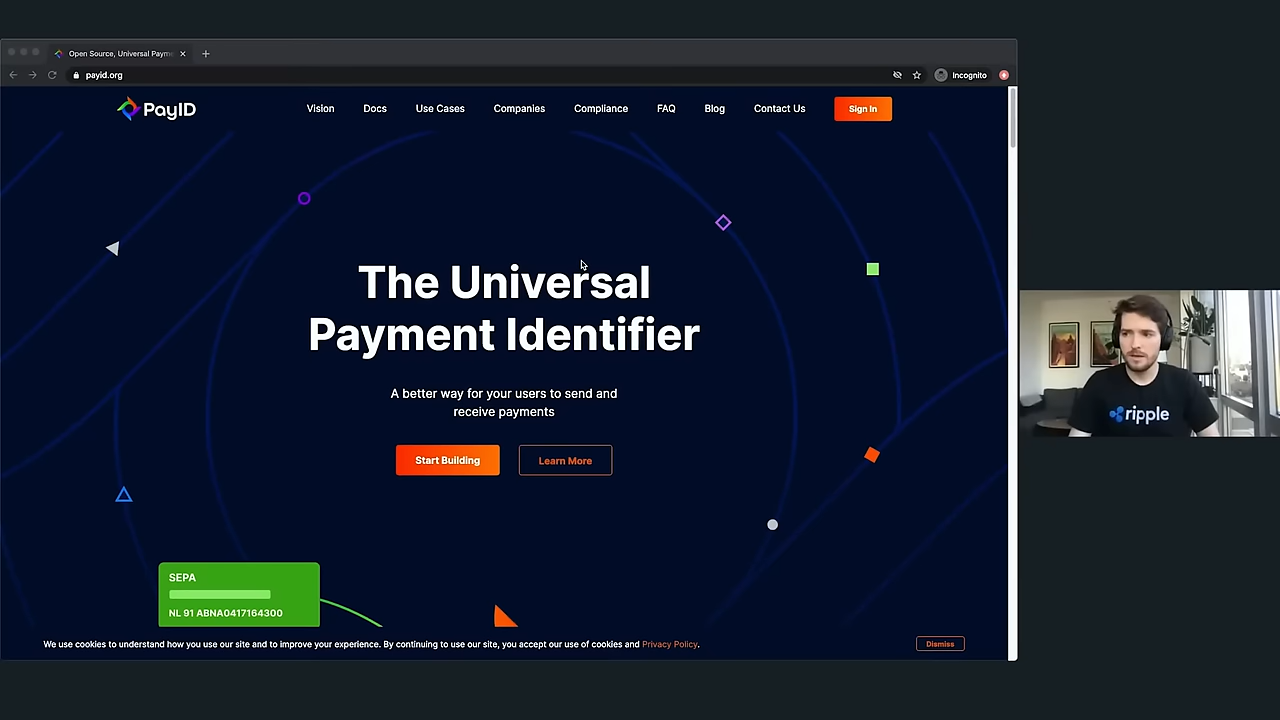 Open Source, Universal Payme
payid.org
Incognito
PayID
Vision
Docs
Use Cases
Companies
Compliance
FAQ
Blog
Contact Us
Sign In
The Universal
Payment Identifier
A better way for your users to send and
receive payments
Start Building
Learn More
ripple
SEPA
NL 91 ABNA0417164300
We use cookies to understand how you use our site and to improve your experience. By continuing to use our site, you accept our use of cookies and Privacy Policy.
Dismiss